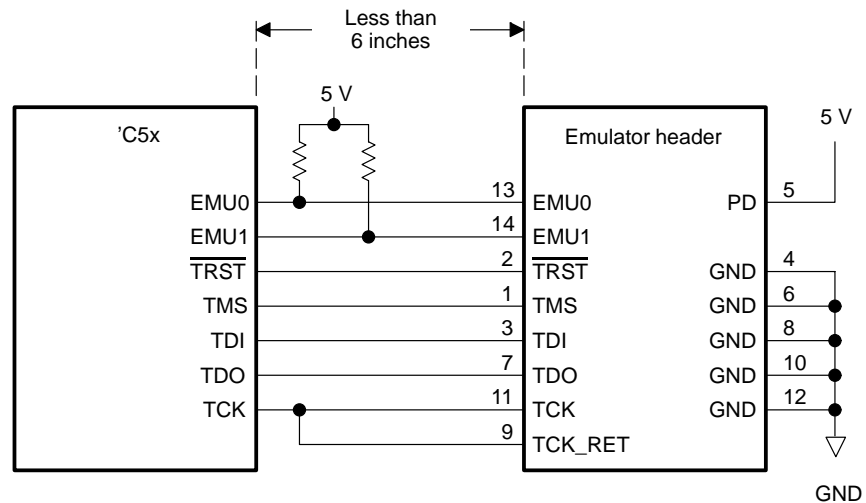 Less than
6 inches
5 V
'C5x
Emulator header
5 V
EMU0
13
EMU0
PD
5
EMU1
14
EMU1
TRST
2
TRST
GND
4
TMS
1
TMS
GND
6
TDI
3
TDI
GND
8
TDO
7
TDO
GND
10
TCK
11
TCK
GND
12
9
TCK_RET
GND